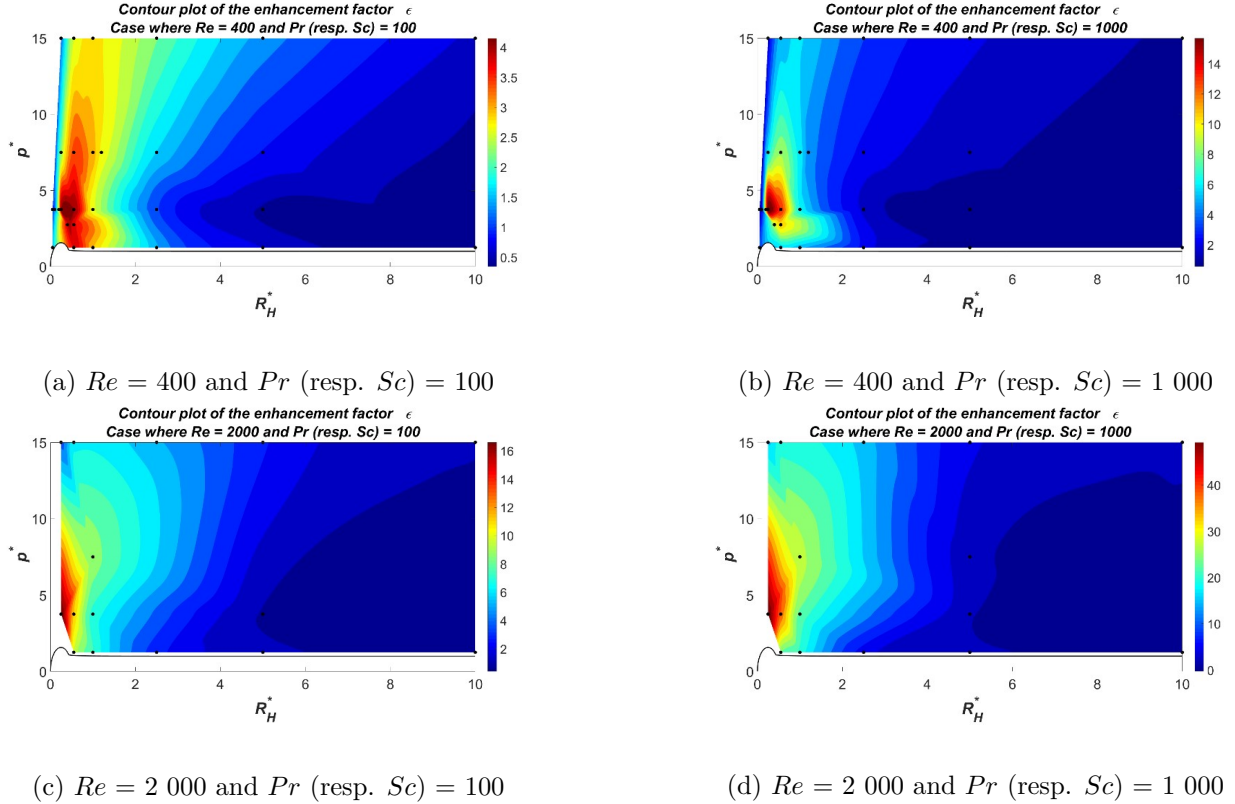 Contour plot of the enhancement factor ϵ
Case where Re = 400 and Pr (resp. Sc) = 100
15
10
5
0
p*
0 2 4 6 8 10
R*H
4
3.5
3
2.5
2
1.5
1
0.5
(a) Re = 400 and Pr (resp. Sc) = 100
Contour plot of the enhancement factor ϵ
Case where Re = 400 and Pr (resp. Sc) = 1000
15
10
5
0
p*
0 2 4 6 8 10
R*H
14
12
10
8
6
4
2
(b) Re = 400 and Pr (resp. Sc) = 1 000
Contour plot of the enhancement factor ϵ
Case where Re = 2000 and Pr (resp. Sc) = 100
15
10
5
0
p*
0 2 4 6 8 10
R*H
16
14
12
10
8
6
4
2
(c) Re = 2 000 and Pr (resp. Sc) = 100
Contour plot of the enhancement factor ϵ
Case where Re = 2000 and Pr (resp. Sc) = 1000
15
10
5
0
p*
0 2 4 6 8 10
R*H
40
30
20
10
0
(d) Re = 2 000 and Pr (resp. Sc) = 1 000